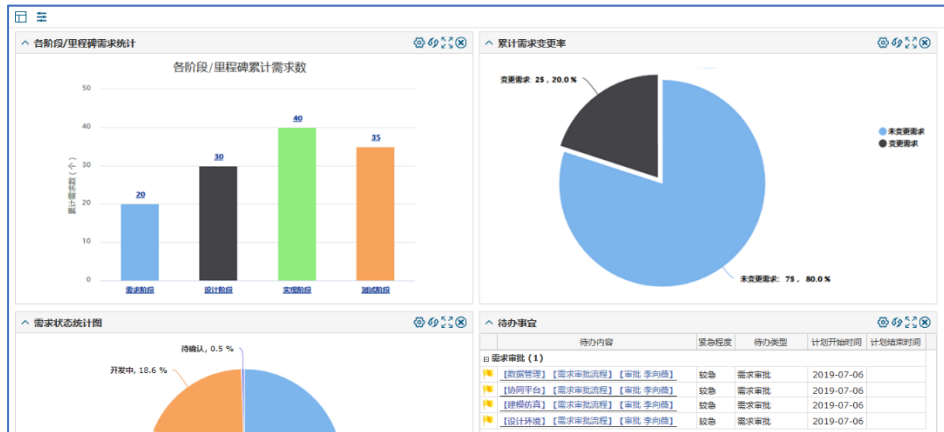 各阶段/里程碑需求统计
各阶段/里程碑累计需求数
累计需求数（个）
50
40
30
20
10
0
20
30
40
35
需求阶段
设计阶段
实现阶段
测试阶段
累计需求变更率
变更需求: 25 , 20.0 %
未变更需求: 75 , 80.0 %
未变更需求
变更需求
需求状态统计图
待确认, 0.5 %
开发中, 18.6 %
待办事宜
待办内容 紧急程度 待办类型 计划开始时间 计划结束时间
需求审批 (1)
【数据管理】【需求审批流程】【审批 李向薇】 较急 需求审批 2019-07-06
【协同平台】【需求审批流程】【审批 李向薇】 较急 需求审批 2019-07-06
【建模仿真】【需求审批流程】【审批 李向薇】 较急 需求审批 2019-07-06
【设计环境】【需求审批流程】【审批 李向薇】 较急 需求审批 2019-07-06